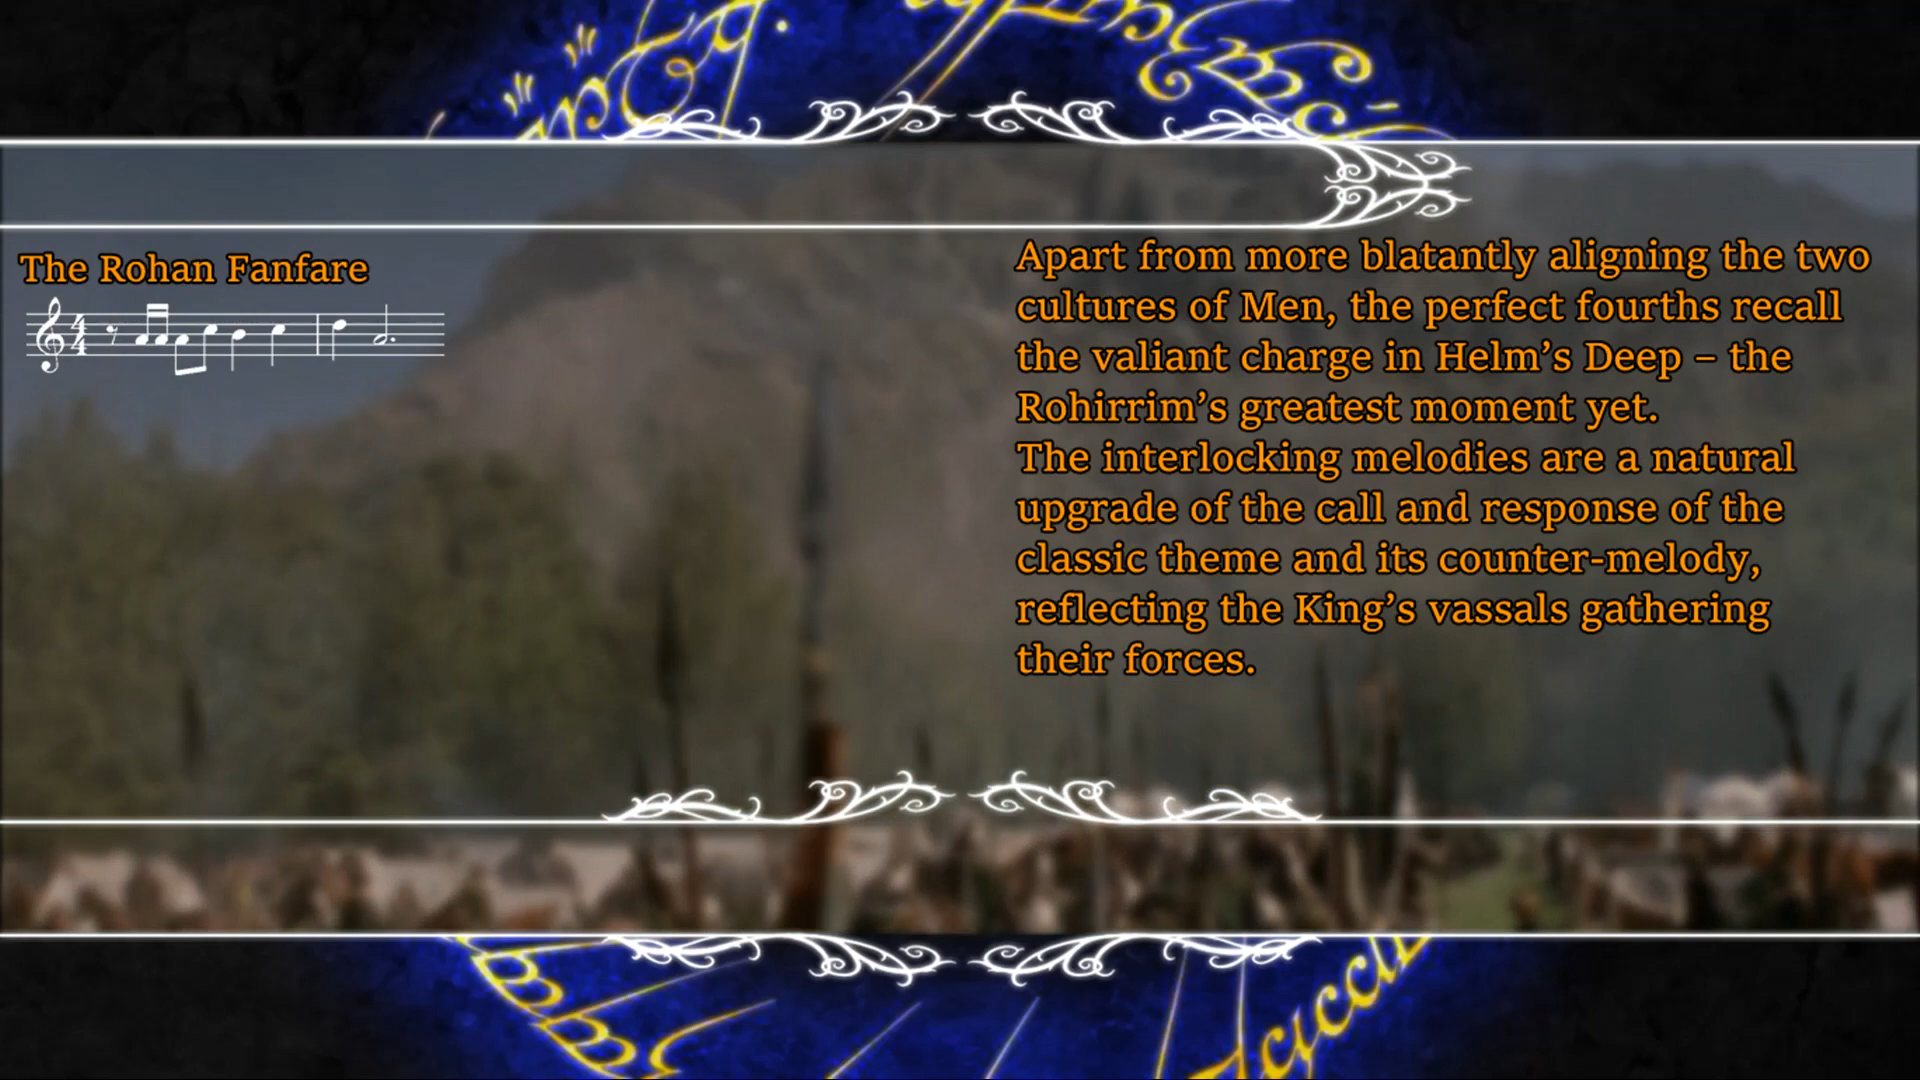 The Rohan Fanfare
Apart from more blatantly aligning the two
cultures of Men, the perfect fourths recall
the valiant charge in Helm’s Deep – the
Rohirrim’s greatest moment yet.
The interlocking melodies are a natural
upgrade of the call and response of the
classic theme and its counter-melody,
reflecting the King’s vassals gathering
their forces.